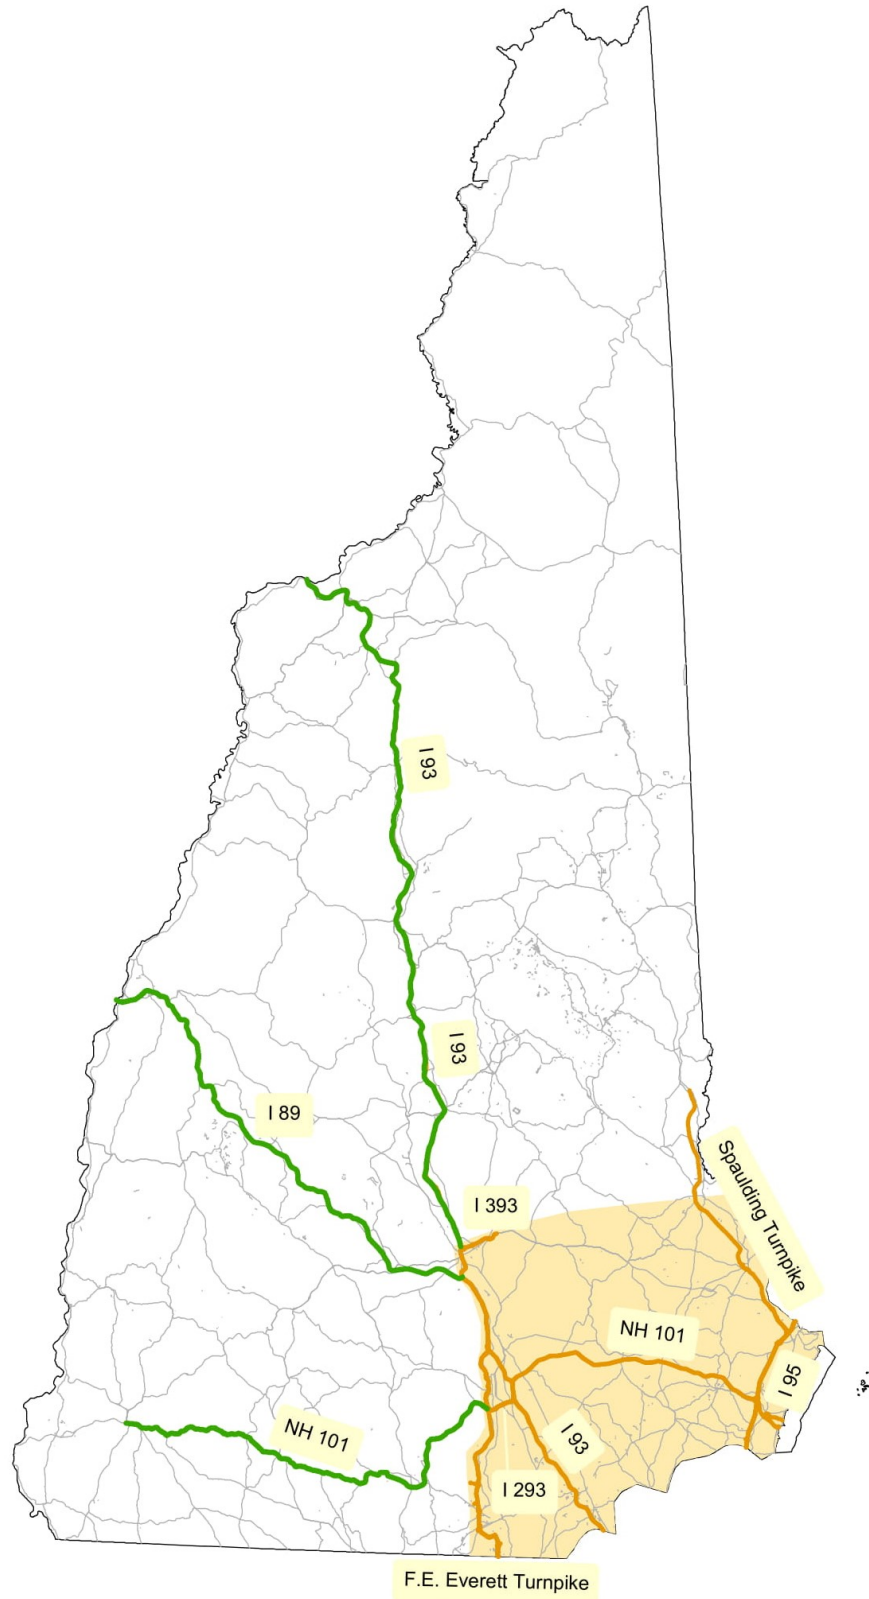 I 93
I 93
I 89
I 393
Spaulding Turnpike
NH 101
I 95
NH 101
I 93
I 293
F.E. Everett Turnpike